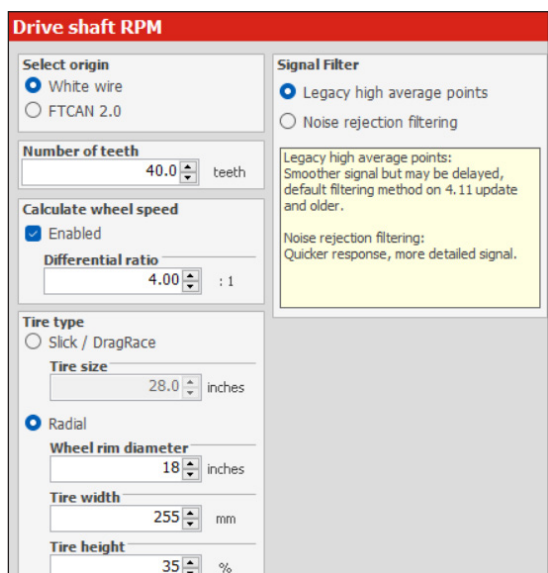 Drive shaft RPM
Select origin
White wire
FTCAN 2.0
Number of teeth
40.0 teeth
Calculate wheel speed
Enabled
Differential ratio
4.00 : 1
Tire type
Slick / DragRace
Tire size
28.0 inches
Radial
Wheel rim diameter
18 inches
Tire width
255 mm
Tire height
35 %
Signal Filter
Legacy high average points
Noise rejection filtering
Legacy high average points:
Smoother signal but may be delayed,
default filtering method on 4.11 update
and older.
Noise rejection filtering:
Quicker response, more detailed signal.